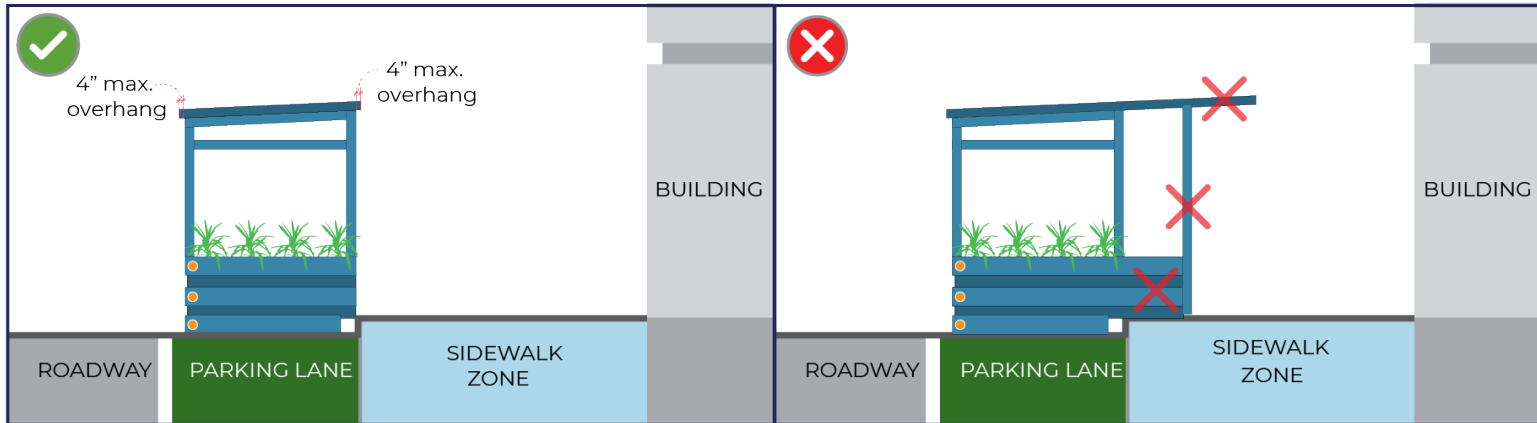 4” max.
overhang
4” max.
overhang
BUILDING
ROADWAY
PARKING LANE
SIDEWALK
ZONE
BUILDING
ROADWAY
PARKING LANE
SIDEWALK
ZONE